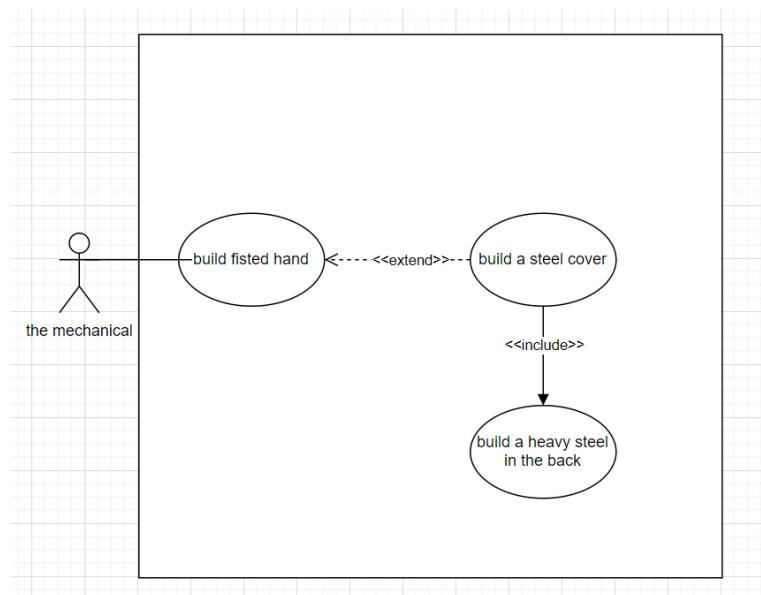 build fisted hand
<<extend>>
build a steel cover
the mechanical
<<include>>
build a heavy steel
in the back